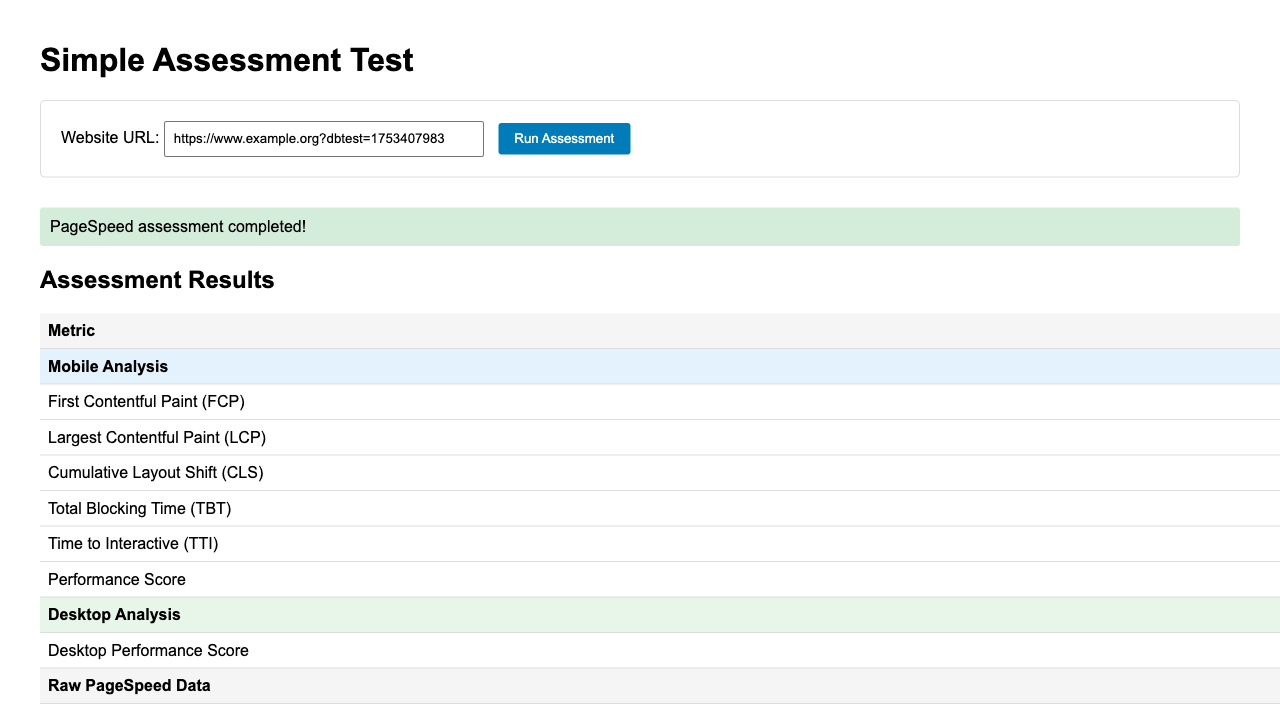 Simple Assessment Test
Website URL: https://www.example.org?dbtest=1753407983 Run Assessment
PageSpeed assessment completed!
Assessment Results
Metric
Mobile Analysis
First Contentful Paint (FCP)
Largest Contentful Paint (LCP)
Cumulative Layout Shift (CLS)
Total Blocking Time (TBT)
Time to Interactive (TTI)
Performance Score
Desktop Analysis
Desktop Performance Score
Raw PageSpeed Data